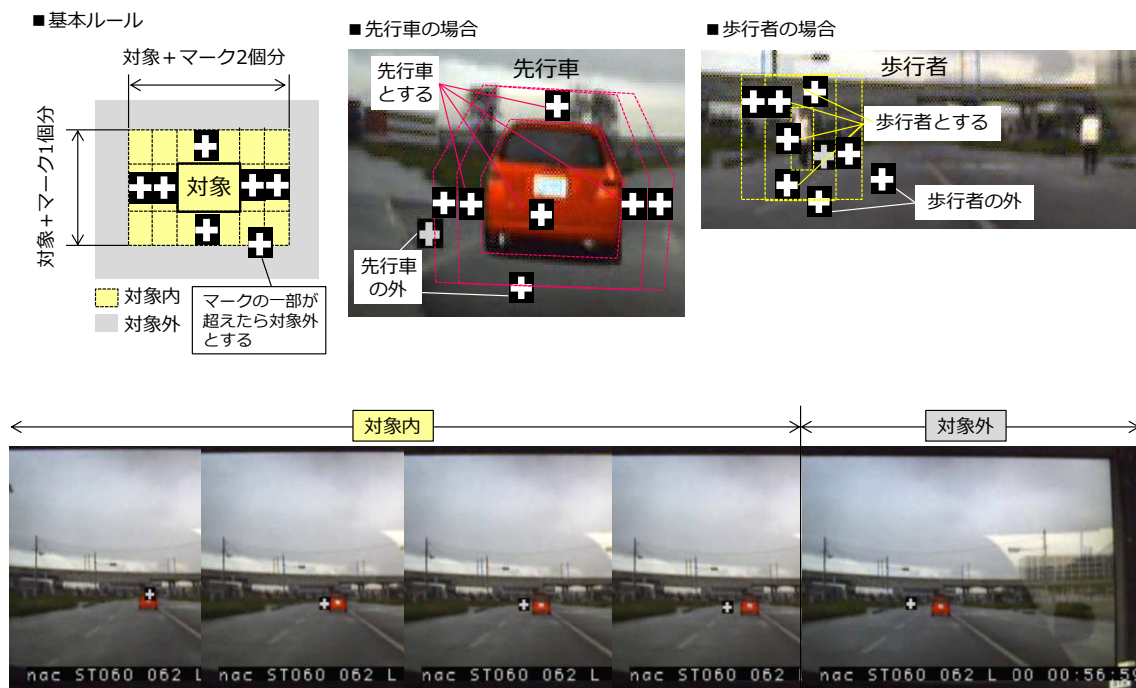 ■基本ルール
対象+マーク2個分
対象+マーク1個分
対象
対象内
対象外
マークの一部が
超えたら対象外
とする
■先行車の場合
先行車
とする
先行車
先行車
の外
■歩行者の場合
歩行者
歩行者とする
歩行者の外
対象内
対象外
nac ST060 062 L
nac ST060 062 L
nac ST060 062 L
nac ST060 062 L
nac ST060 062 L 00 00:56:59